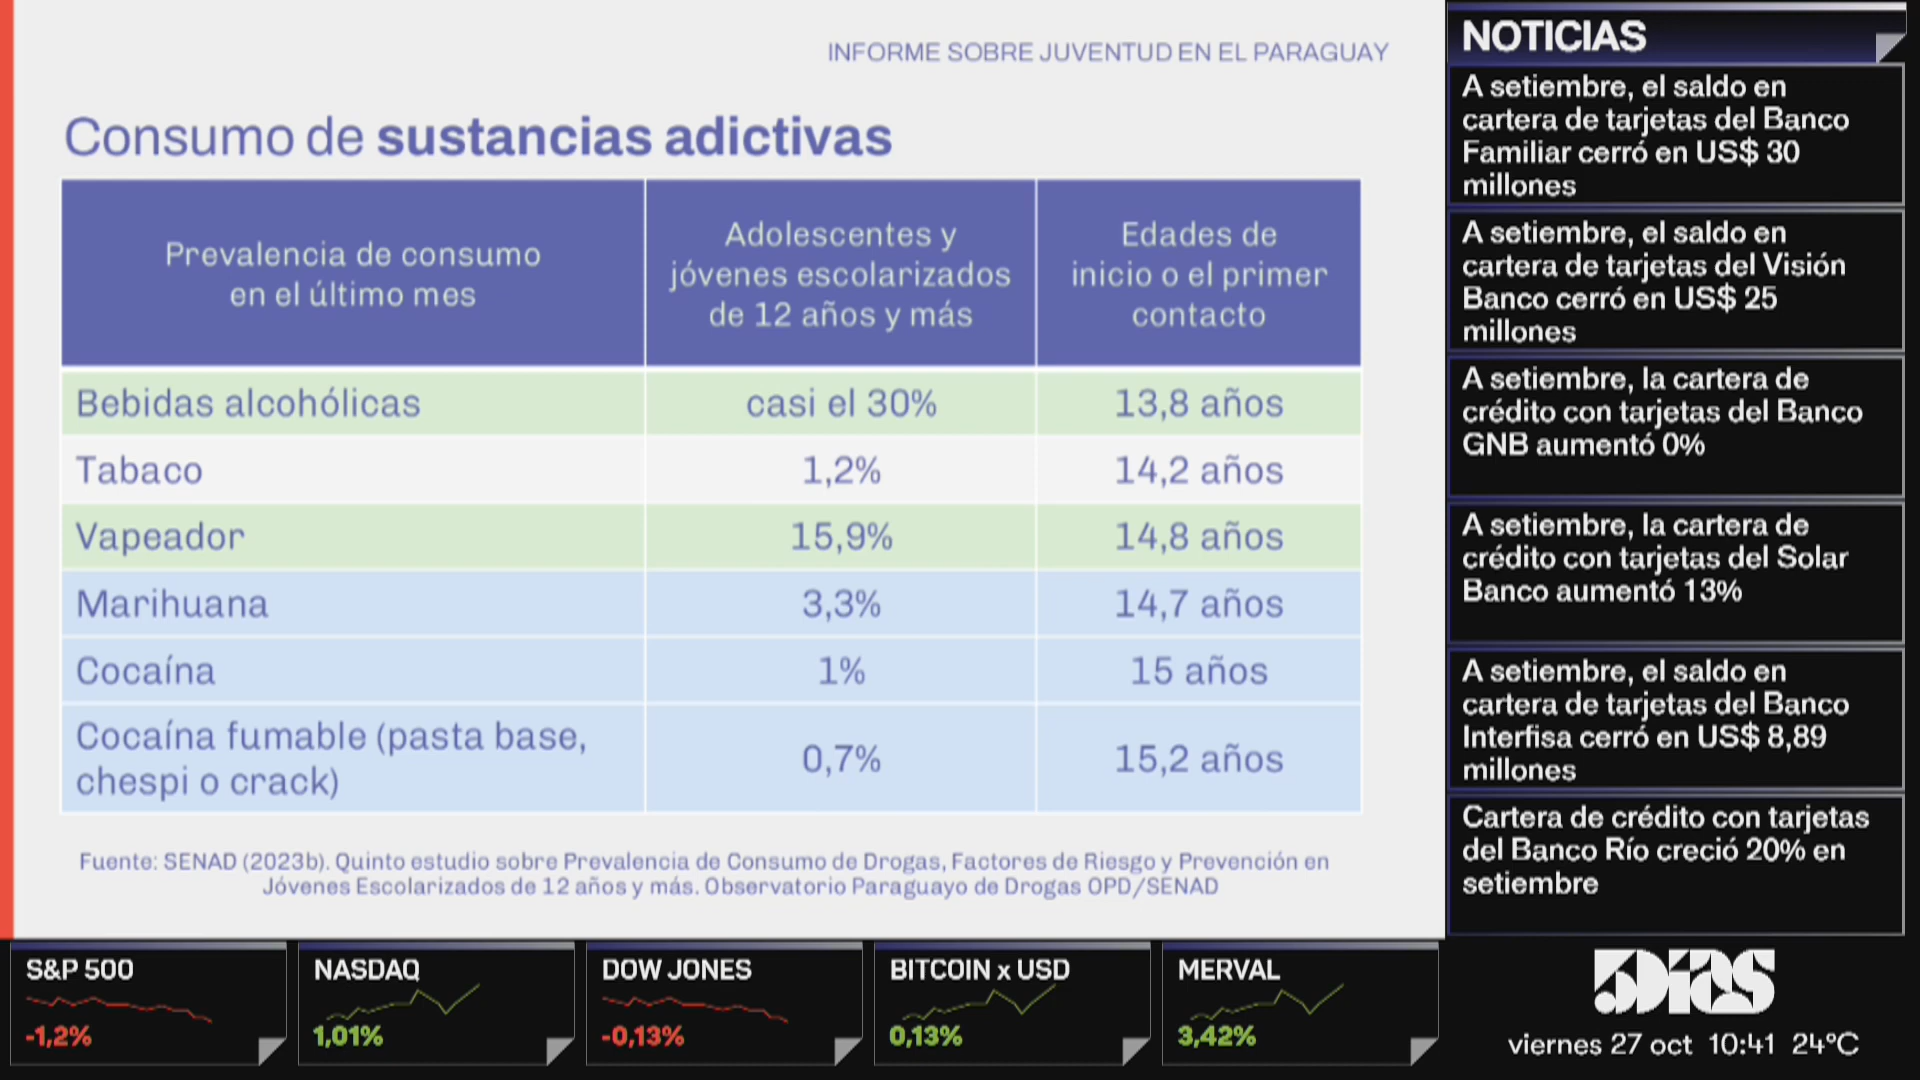 INFORME SOBRE JUVENTUD EN EL PARAGUAY
Consumo de sustancias adictivas
Prevalencia de consumo
en el último mes
Adolescentes y
jóvenes escolarizados
de 12 años y más
Edades de
inicio o el primer
contacto
Bebidas alcohólicas
casi el 30%
13,8 años
Tabaco
1,2%
14,2 años
Vapeador
15,9%
14,8 años
Marihuana
3,3%
14,7 años
Cocaína
1%
15 años
Cocaína fumable (pasta base,
chespi o crack)
0,7%
15,2 años
Fuente: SENAD (2023b). Quinto estudio sobre Prevalencia de Consumo de Drogas, Factores de Riesgo y Prevención en
Jóvenes Escolarizados de 12 años y más. Observatorio Paraguayo de Drogas OPD/SENAD
NOTICIAS
A setiembre, el saldo en
cartera de tarjetas del Banco
Familiar cerró en US$ 30
millones
A setiembre, el saldo en
cartera de tarjetas del Visión
Banco cerró en US$ 25
millones
A setiembre, la cartera de
crédito con tarjetas del Banco
GNB aumentó 0%
A setiembre, la cartera de
crédito con tarjetas del Solar
Banco aumentó 13%
A setiembre, el saldo en
cartera de tarjetas del Banco
Interfisa cerró en US$ 8,89
millones
Cartera de crédito con tarjetas
del Banco Río creció 20% en
setiembre
S&P 500
-1,2%
NASDAQ
1,01%
DOW JONES
-0,13%
BITCOIN x USD
0,13%
MERVAL
3,42%
5DIAS
viernes 27 oct 10:41 24°C